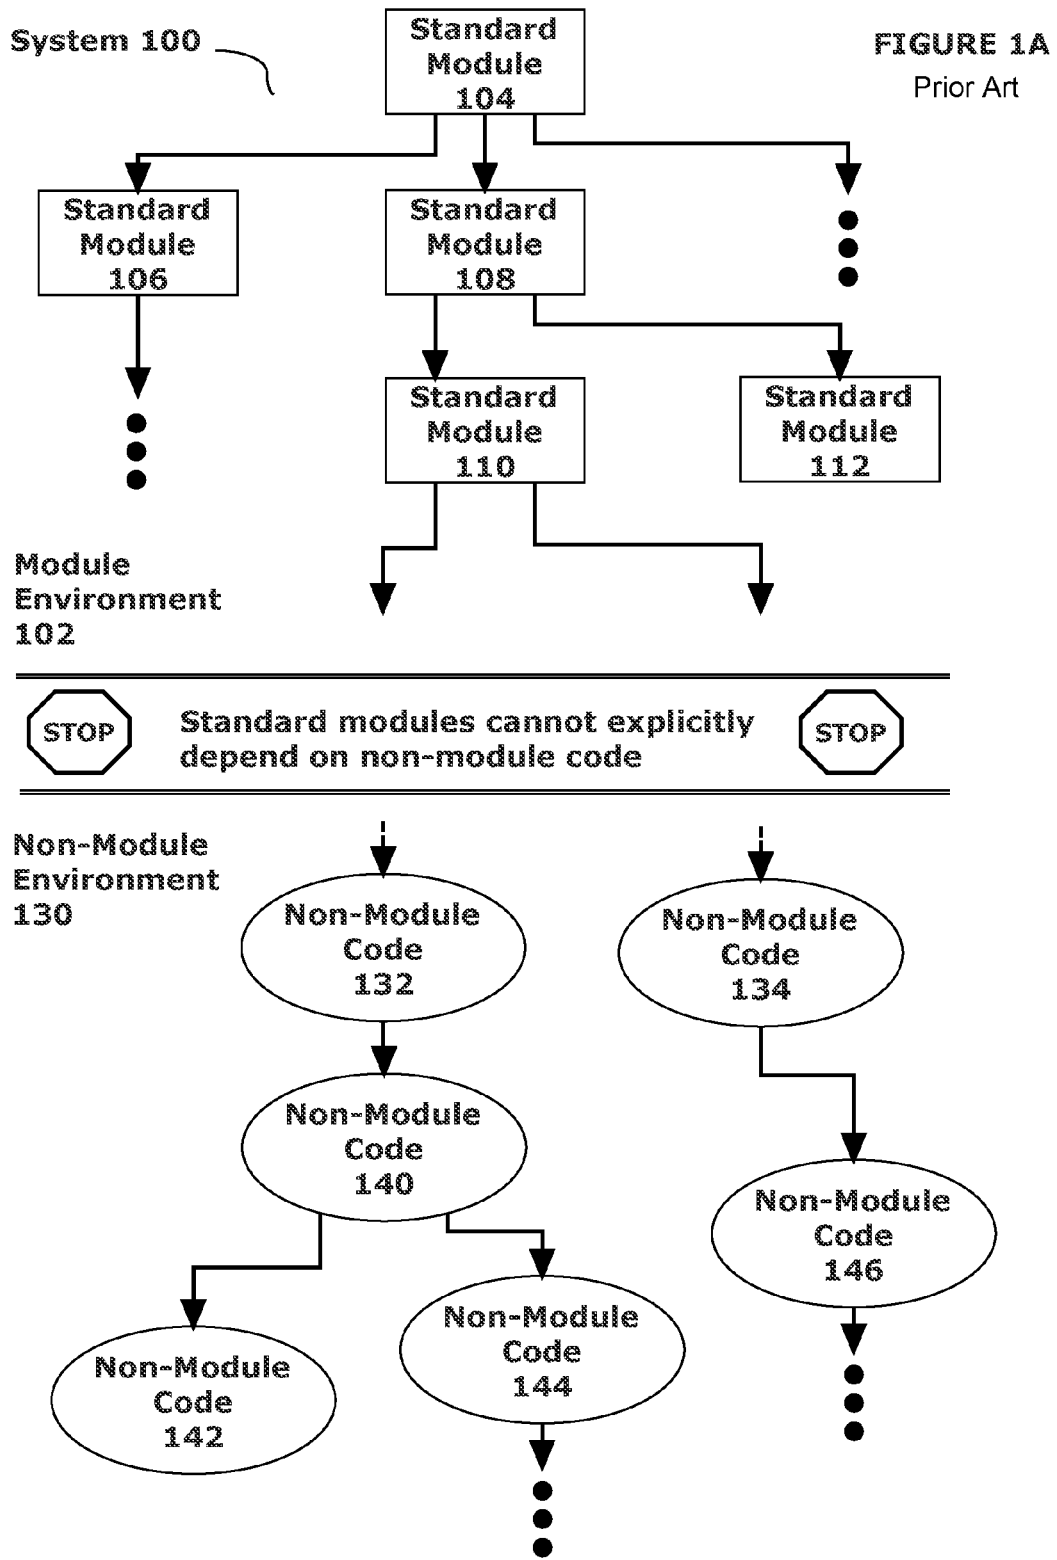 System 100
Standard
Module
104
FIGURE 1A
Prior Art
Standard
Module
106
Standard
Module
108
Standard
Module
110
Standard
Module
112
Module
Environment
102
STOP
Standard modules cannot explicitly
depend on non-module code
STOP
Non-Module
Environment
130
Non-Module
Code
132
Non-Module
Code
134
Non-Module
Code
140
Non-Module
Code
146
Non-Module
Code
142
Non-Module
Code
144